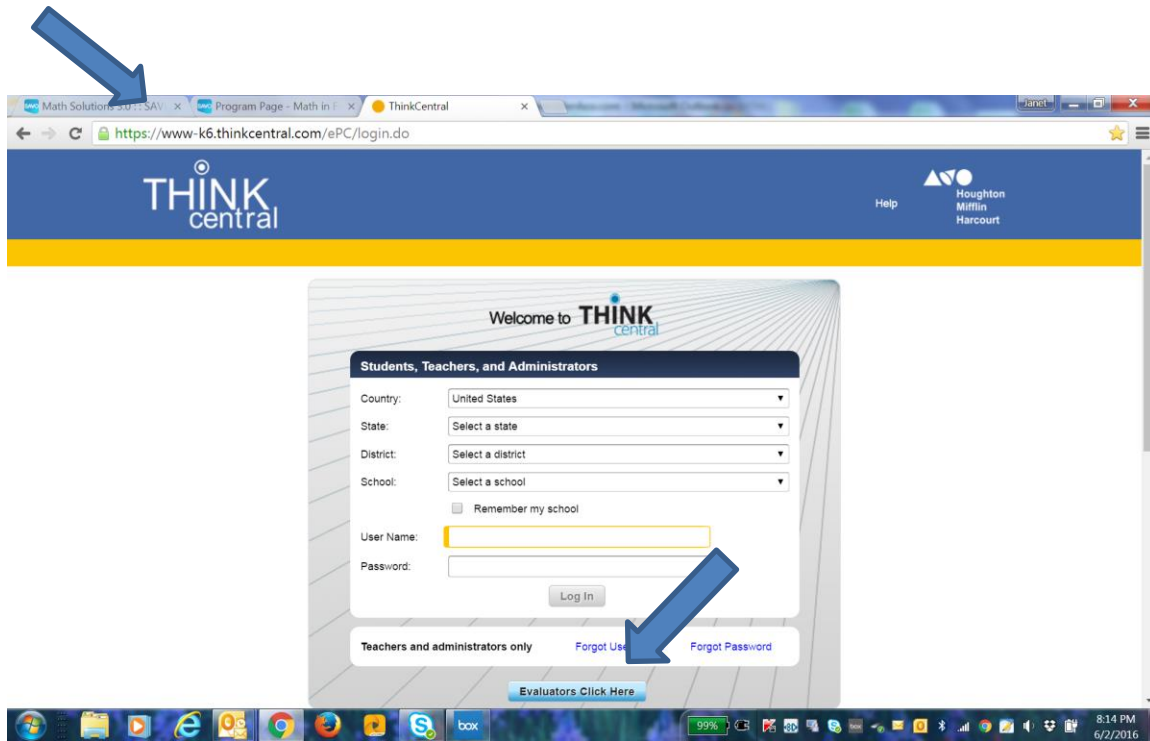 Math Solutions SAV
Program Page - Math in
ThinkCentral
Janet
https://www-k6.thinkcentral.com/ePC/login.do
THINK
central
Help
Houghton
Mifflin
Harcourt
Welcome to THINK
central
Students, Teachers, and Administrators
Country: United States
State: Select a state
District: Select a district
School: Select a school
Remember my school
User Name:
Password:
Log In
Teachers and administrators only Forgot Forgot Password
Evaluators Click Here
box 99% 8:14 PM
6/2/2016